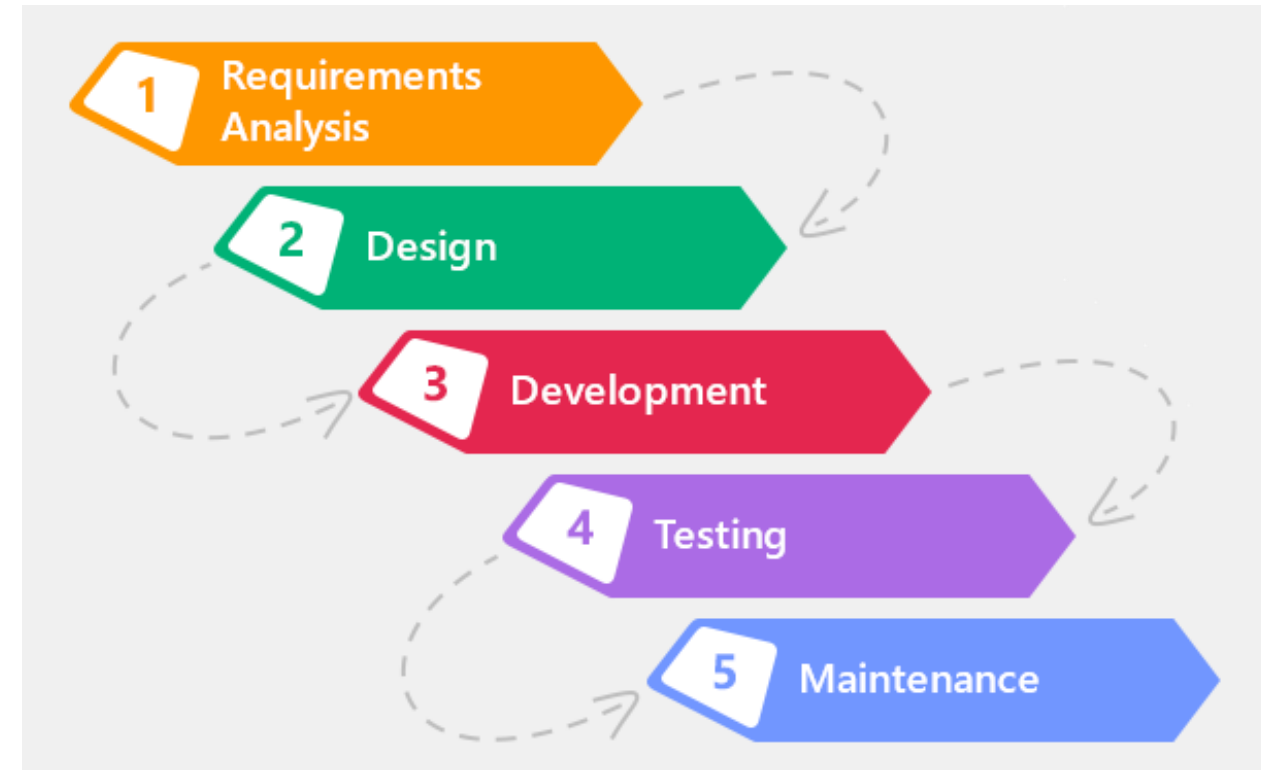 1
Requirements
Analysis
2
Design
3
Development
4
Testing
5
Maintenance